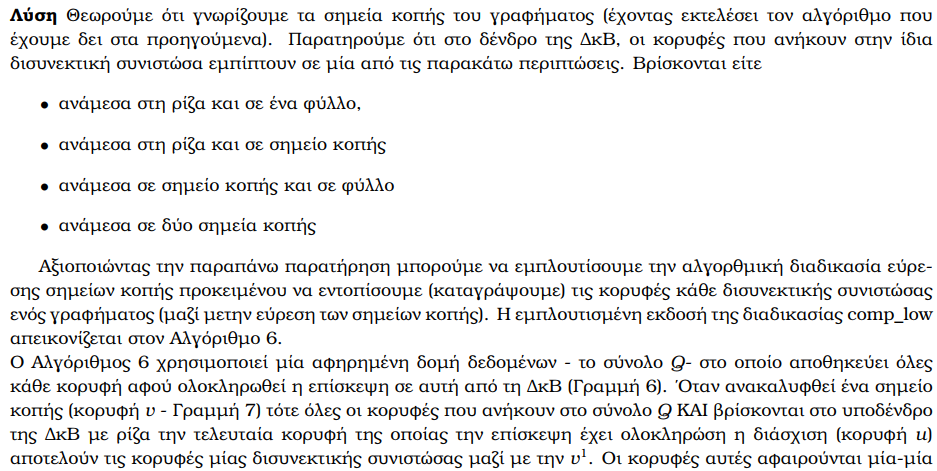 Λύση Θεωρούμε ότι γνωρίζουμε τα σημεία κοπής του γραφήματος (έχοντας εκτελέσει τον αλγόριθμο που
έχουμε δει στα προηγούμενα). Παρατηρούμε ότι στο δένδρο της ΔκΒ, οι κορυφές που ανήκουν στην ίδια
δισυνεκτική συνιστώσα εμπίπτουν σε μία από τις παρακάτω περιπτώσεις. Βρίσκονται είτε
• ανάμεσα στη ρίζα και σε ένα φύλλο,
• ανάμεσα στη ρίζα και σε σημείο κοπής
• ανάμεσα σε σημείο κοπής και σε φύλλο
• ανάμεσα σε δύο σημεία κοπής
Αξιοποιώντας την παραπάνω παρατήρηση μπορούμε να εμπλουτίσουμε την αλγορθμική διαδικασία εύρε-
σης σημείων κοπής προκειμένου να εντοπίσουμε (καταγράψουμε) τις κορυφές κάθε δισυνεκτικής συνιστώσας
ενός γραφήματος (μαζί μετην εύρεση των σημείων κοπής). Η εμπλουτισμένη εκδοσή της διαδικασίας comp_low
απεικονίζεται στον Αλγόριθμο 6.
Ο Αλγόριθμος 6 χρησιμοποιεί μία αφηρημένη δομή δεδομένων - το σύνολο Q- στο οποίο αποθηκεύει όλες
κάθε κορυφή αφού ολοκληρωθεί η επίσκεψη σε αυτή από τη ΔκΒ (Γραμμή 6). Όταν ανακαλυφθεί ένα σημείο
κοπής (κορυφή v - Γραμμή 7) τότε όλες οι κορυφές που ανήκουν στο σύνολο Q ΚΑΙ βρίσκονται στο υποδένδρο
της ΔκΒ με ρίζα την τελευταία κορυφή της οποίας την επίσκεψη έχει ολοκληρώση η διάσχιση (κορυφή u)
αποτελούν τις κορυφές μίας δισυνεκτικής συνιστώσας μαζί με την v¹. Οι κορυφές αυτές αφαιρούνται μία-μία